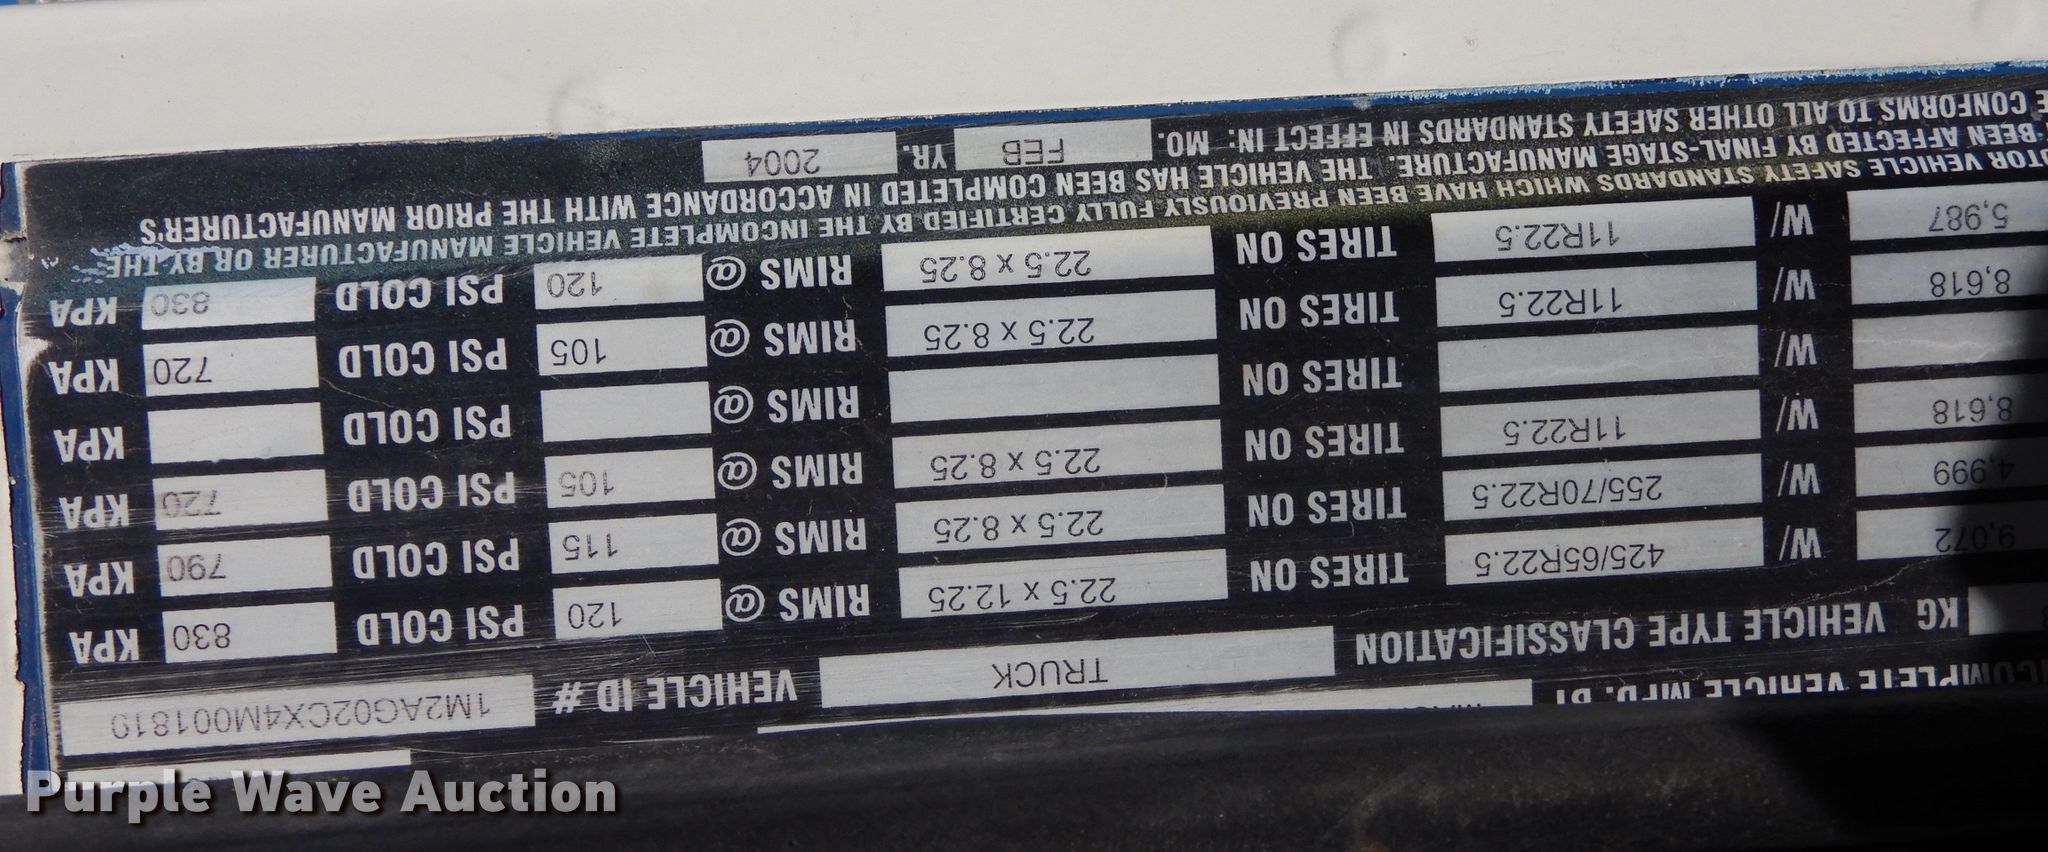 VEHICLE MFD. BY
KG VEHICLE TYPE CLASSIFICATION TRUCK VEHICLE ID # 1M2AG02CX4M001819
9,072 W/ 425/65R22.5 TIRES ON 22.5 x 12.25 RIMS @ 120 PSI COLD 830 KPA
4,999 W/ 255/70R22.5 TIRES ON 22.5 x 8.25 RIMS @ 115 PSI COLD 790 KPA
8,618 W/ 11R22.5 TIRES ON 22.5 x 8.25 RIMS @ 105 PSI COLD 720 KPA
W/ TIRES ON RIMS @ PSI COLD KPA
8,618 W/ 11R22.5 TIRES ON 22.5 x 8.25 RIMS @ 105 PSI COLD 720 KPA
5,987 W/ 11R22.5 TIRES ON 22.5 x 8.25 RIMS @ 120 PSI COLD 830 KPA
VEHICLE SAFETY STANDARDS WHICH HAVE BEEN PREVIOUSLY FULLY CERTIFIED BY THE INCOMPLETE VEHICLE MANUFACTURER OR BY THE
BEEN AFFECTED BY FINAL-STAGE MANUFACTURE. THE VEHICLE HAS BEEN COMPLETED IN ACCORDANCE WITH THE PRIOR MANUFACTURER'S
CONFORMS TO ALL OTHER SAFETY STANDARDS IN EFFECT IN: MO. FEB YR. 2004
Purple Wave Auction